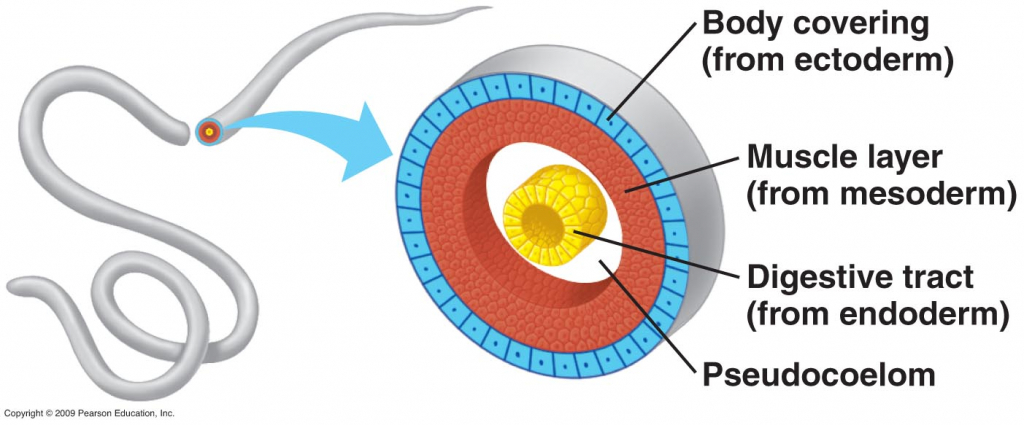 Body covering
(from ectoderm)
Muscle layer
(from mesoderm)
Digestive tract
(from endoderm)
Pseudocoelom
Copyright © 2009 Pearson Education, Inc.